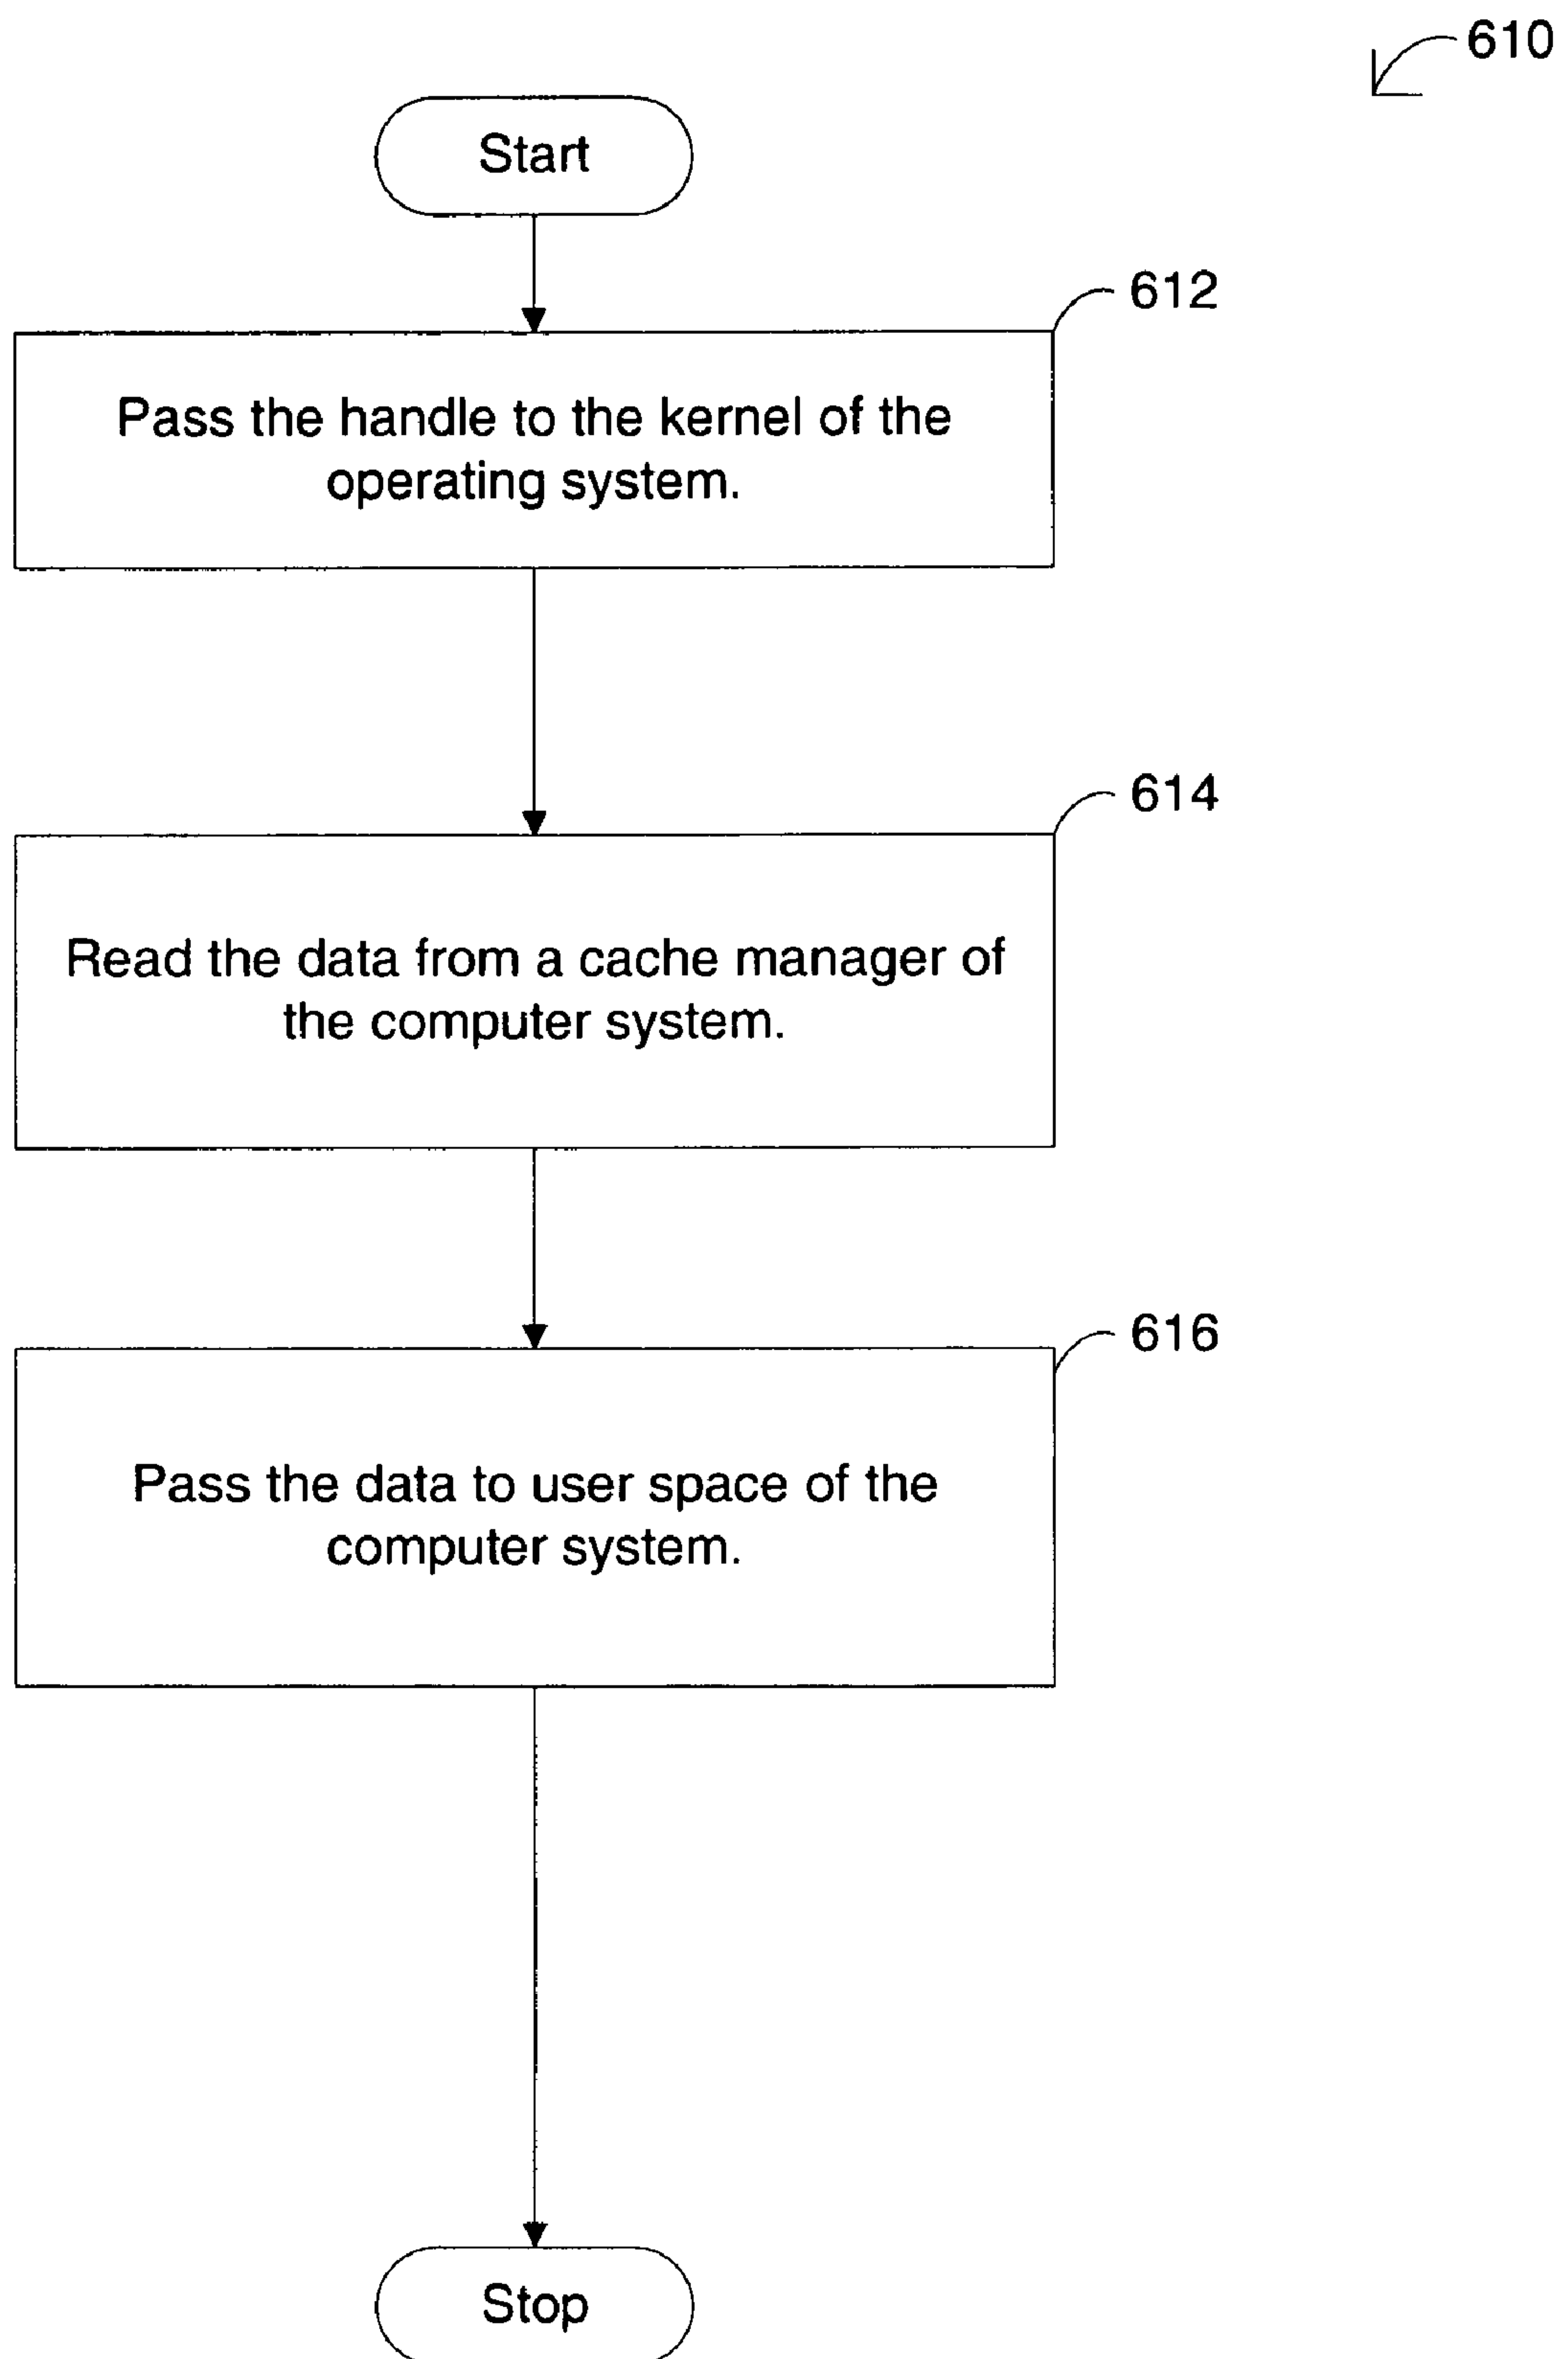 610
Start
612
Pass the handle to the kernel of the
operating system.
614
Read the data from a cache manager of
the computer system.
616
Pass the data to user space of the
computer system.
Stop